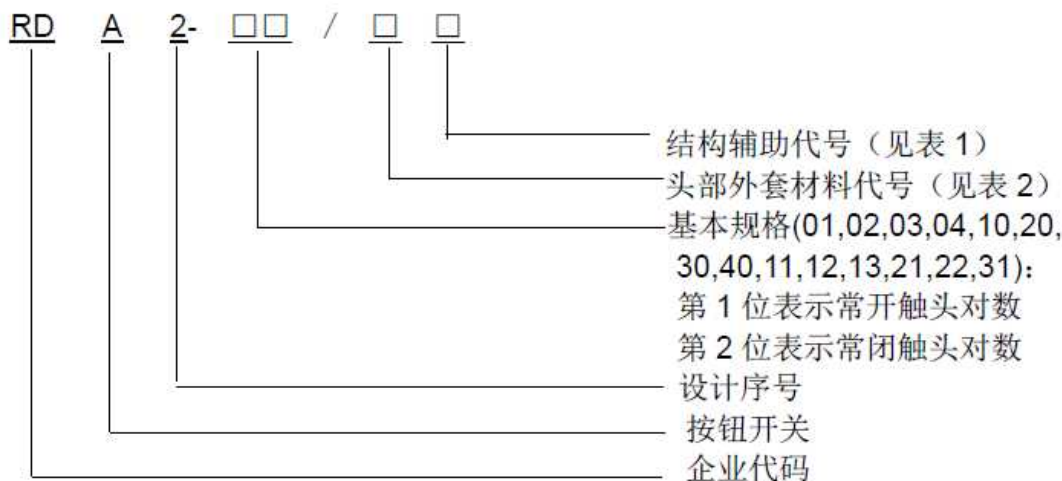 RD A 2- □□ / □ □
结构辅助代号（见表 1）
头部外套材料代号（见表 2）
基本规格(01,02,03,04,10,20,
30,40,11,12,13,21,22,31)：
第 1 位表示常开触头对数
第 2 位表示常闭触头对数
设计序号
按钮开关
企业代码